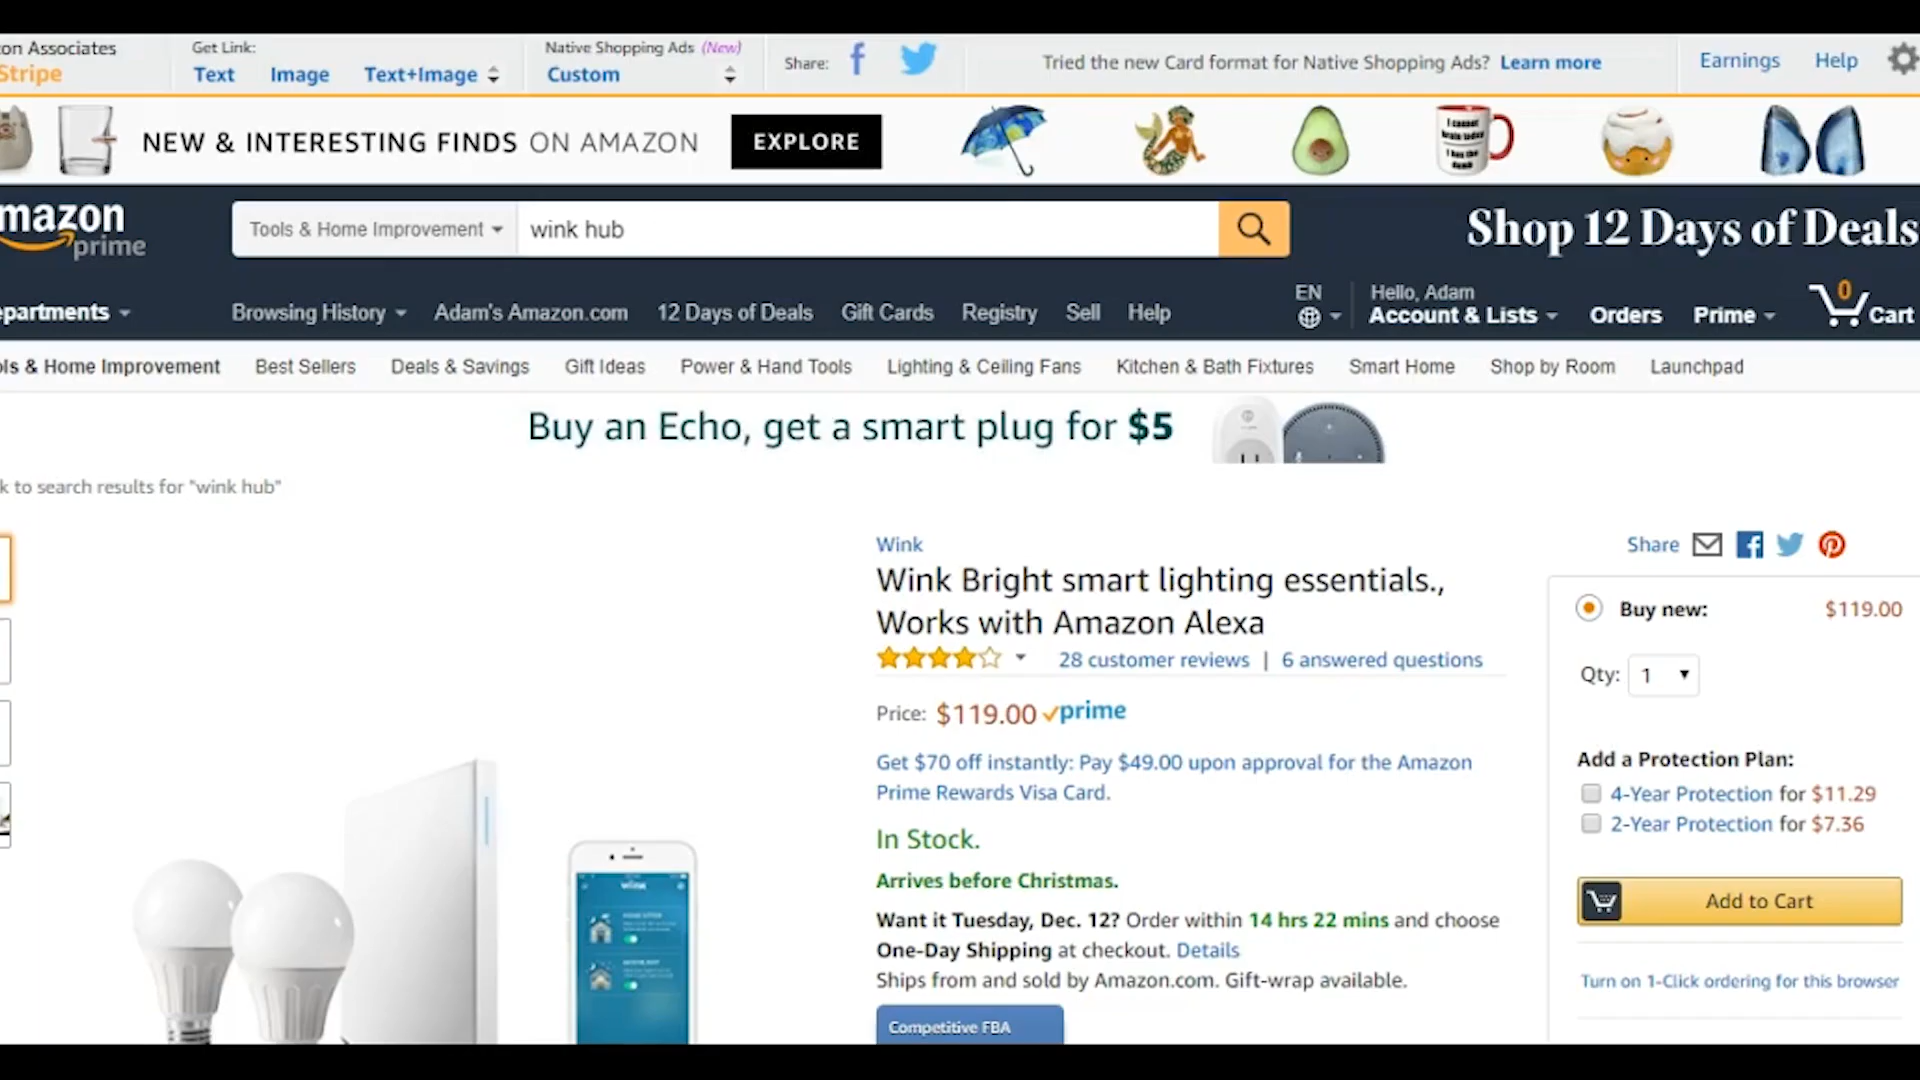 on Associates
Stripe
Get Link:
Text Image Text+Image
Native Shopping Ads (New)
Custom
Share:
Tried the new Card format for Native Shopping Ads? Learn more
Earnings Help
NEW & INTERESTING FINDS ON AMAZON EXPLORE
mazon
prime
Tools & Home Improvement
wink hub
Shop 12 Days of Deals
epartments
Browsing History Adam's Amazon.com 12 Days of Deals Gift Cards Registry Sell Help
EN
Hello, Adam
Account & Lists Orders Prime 0 Cart
ols & Home Improvement Best Sellers Deals & Savings Gift Ideas Power & Hand Tools Lighting & Ceiling Fans Kitchen & Bath Fixtures Smart Home Shop by Room Launchpad
Buy an Echo, get a smart plug for $5
k to search results for "wink hub"
Wink
Wink Bright smart lighting essentials.,
Works with Amazon Alexa
28 customer reviews | 6 answered questions
Price: $119.00 prime
Get $70 off instantly: Pay $49.00 upon approval for the Amazon
Prime Rewards Visa Card.
In Stock.
Arrives before Christmas.
Want it Tuesday, Dec. 12? Order within 14 hrs 22 mins and choose
One-Day Shipping at checkout. Details
Ships from and sold by Amazon.com. Gift-wrap available.
Competitive FBA
wink
Share
Buy new: $119.00
Qty: 1
Add a Protection Plan:
4-Year Protection for $11.29
2-Year Protection for $7.36
Add to Cart
Turn on 1-Click ordering for this browser